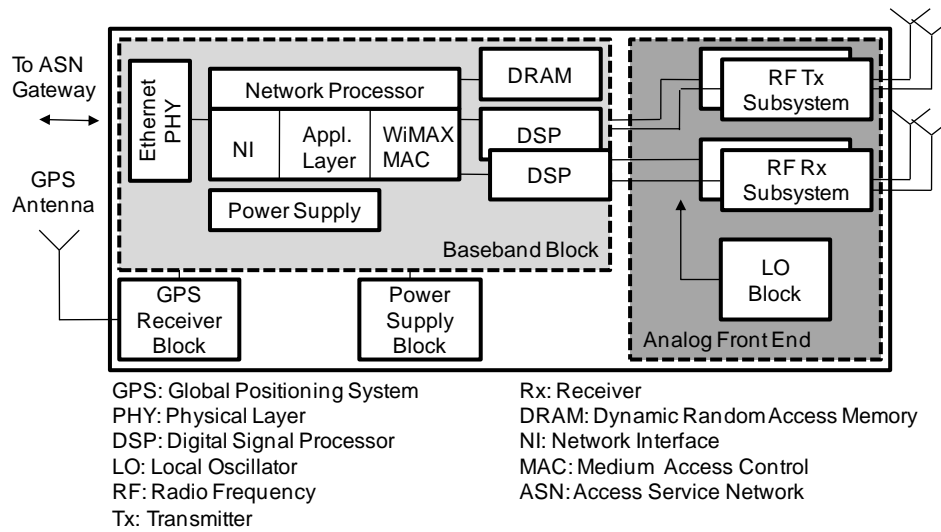 To ASN
Gateway
GPS
Antenna
Ethernet
PHY
Network Processor
NI
Appl.
Layer
WiMAX
MAC
Power Supply
DRAM
DSP
DSP
Baseband Block
RF Tx
Subsystem
RF Rx
Subsystem
LO
Block
Analog Front End
GPS
Receiver
Block
Power
Supply
Block
GPS: Global Positioning System
PHY: Physical Layer
DSP: Digital Signal Processor
LO: Local Oscillator
RF: Radio Frequency
Tx: Transmitter
Rx: Receiver
DRAM: Dynamic Random Access Memory
NI: Network Interface
MAC: Medium Access Control
ASN: Access Service Network